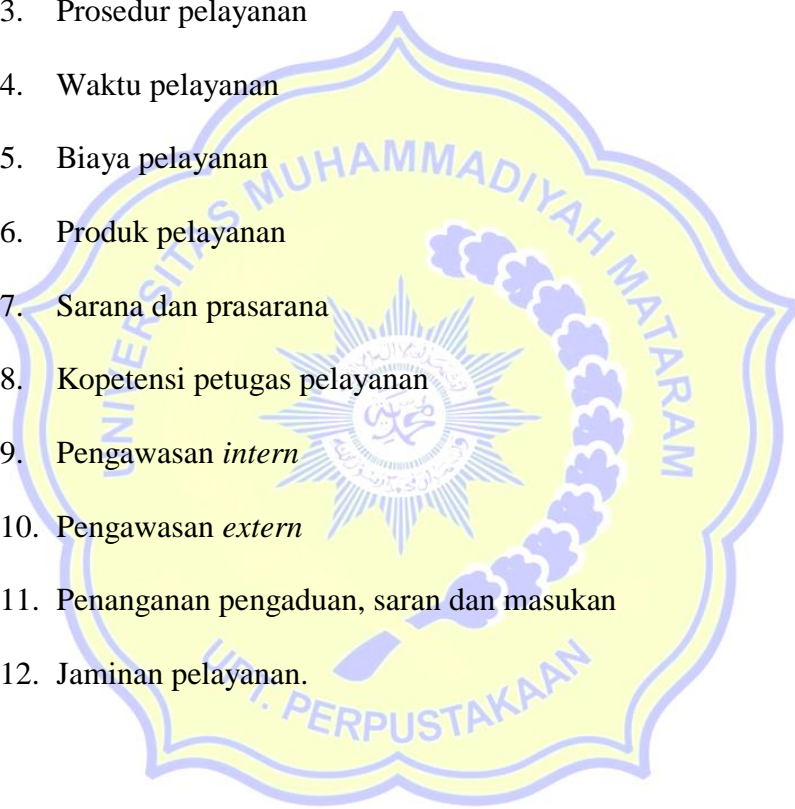 3. Prosedur pelayanan
4. Waktu pelayanan
5. Biaya pelayanan
6. Produk pelayanan
7. Sarana dan prasarana
8. Kopetensi petugas pelayanan
9. Pengawasan intern
10. Pengawasan extern
11. Penanganan pengaduan, saran dan masukan
12. Jaminan pelayanan.
UNIVERSITAS MUHAMMADIYAH MATARAM
UPT. PERPUSTAKAAN